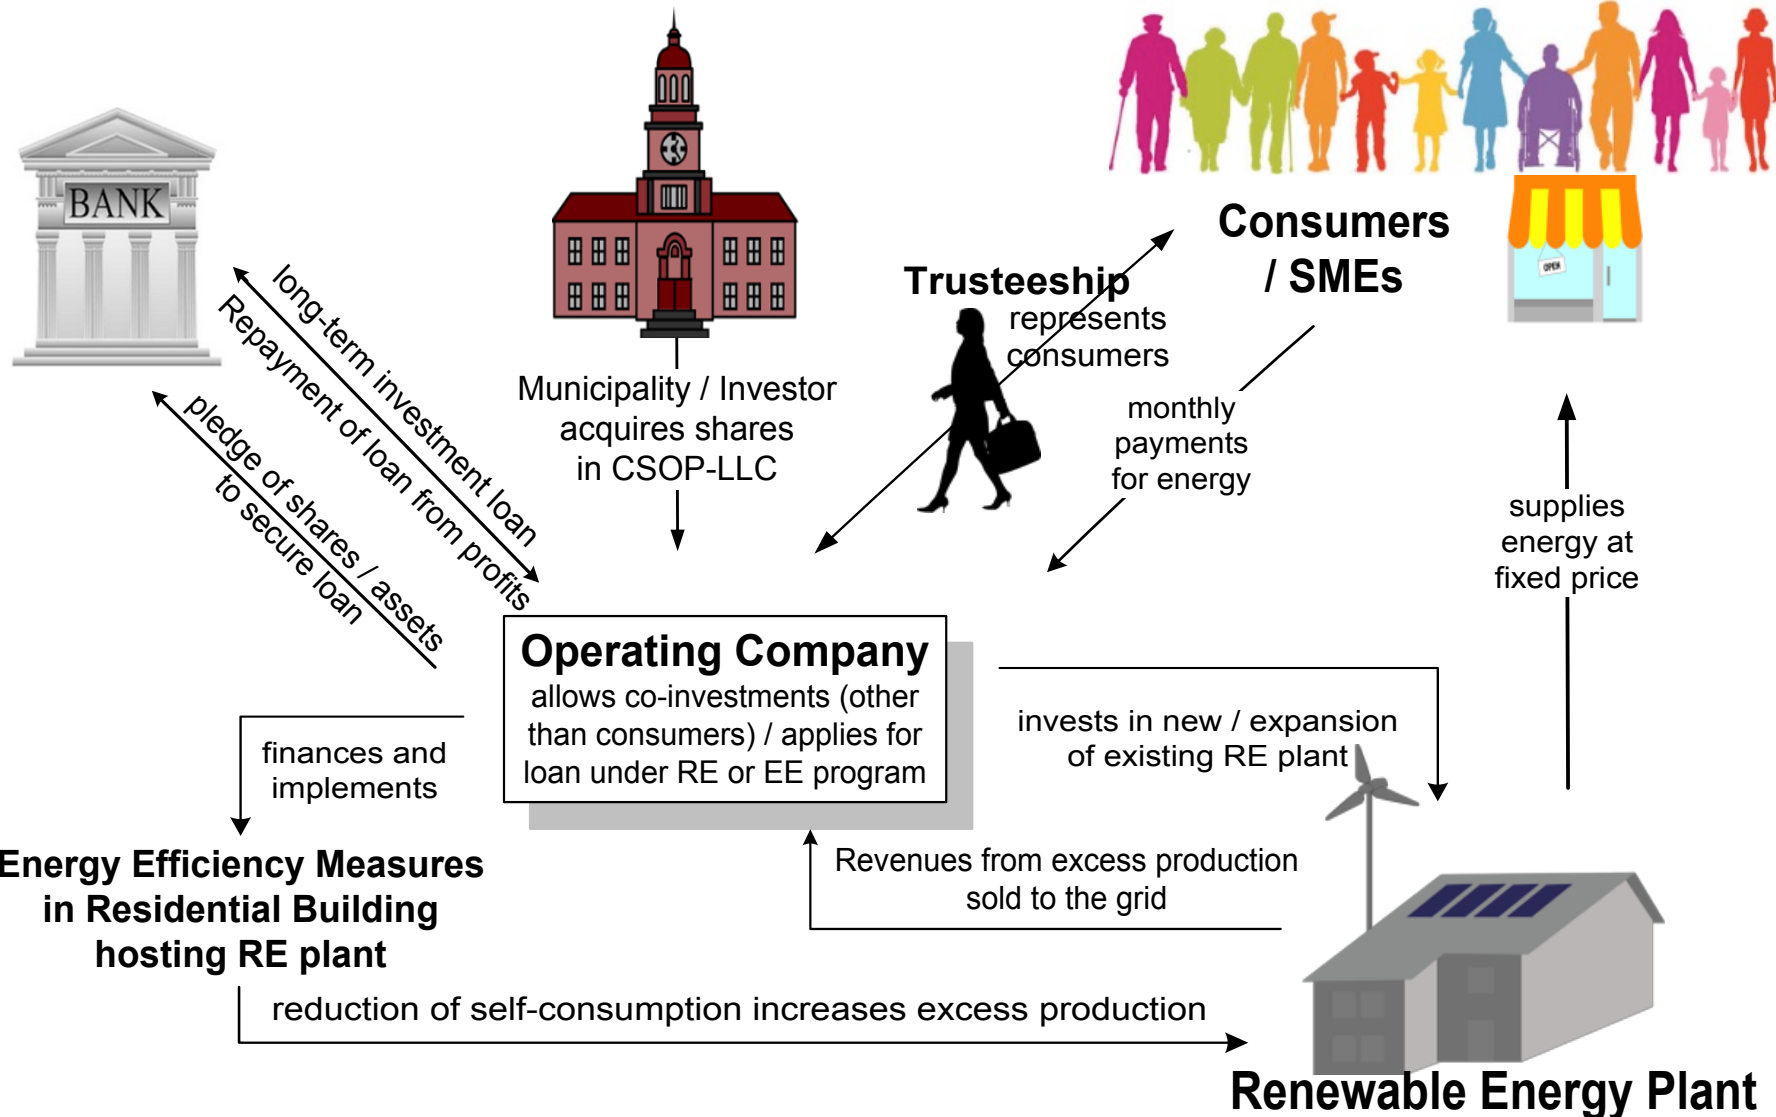 BANK
Consumers
/ SMEs
OPEN
Trusteeship
represents
consumers
long-term investment loan
Repayment of loan from profits
pledge of shares / assets
to secure loan
Municipality / Investor
acquires shares
in CSOP-LLC
monthly
payments
for energy
supplies
energy at
fixed price
Operating Company
allows co-investments (other
than consumers) / applies for
loan under RE or EE program
invests in new / expansion
of existing RE plant
finances and
implements
Energy Efficiency Measures
in Residential Building
hosting RE plant
Revenues from excess production
sold to the grid
reduction of self-consumption increases excess production
Renewable Energy Plant